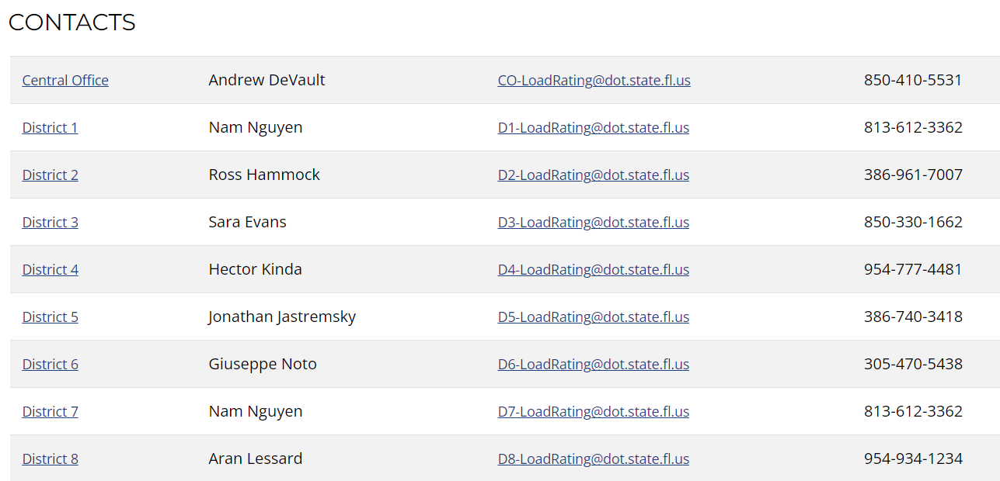 CONTACTS
Central Office Andrew DeVault CO-LoadRating@dot.state.fl.us 850-410-5531
District 1 Nam Nguyen D1-LoadRating@dot.state.fl.us 813-612-3362
District 2 Ross Hammock D2-LoadRating@dot.state.fl.us 386-961-7007
District 3 Sara Evans D3-LoadRating@dot.state.fl.us 850-330-1662
District 4 Hector Kinda D4-LoadRating@dot.state.fl.us 954-777-4481
District 5 Jonathan Jastremsky D5-LoadRating@dot.state.fl.us 386-740-3418
District 6 Giuseppe Noto D6-LoadRating@dot.state.fl.us 305-470-5438
District 7 Nam Nguyen D7-LoadRating@dot.state.fl.us 813-612-3362
District 8 Aran Lessard D8-LoadRating@dot.state.fl.us 954-934-1234